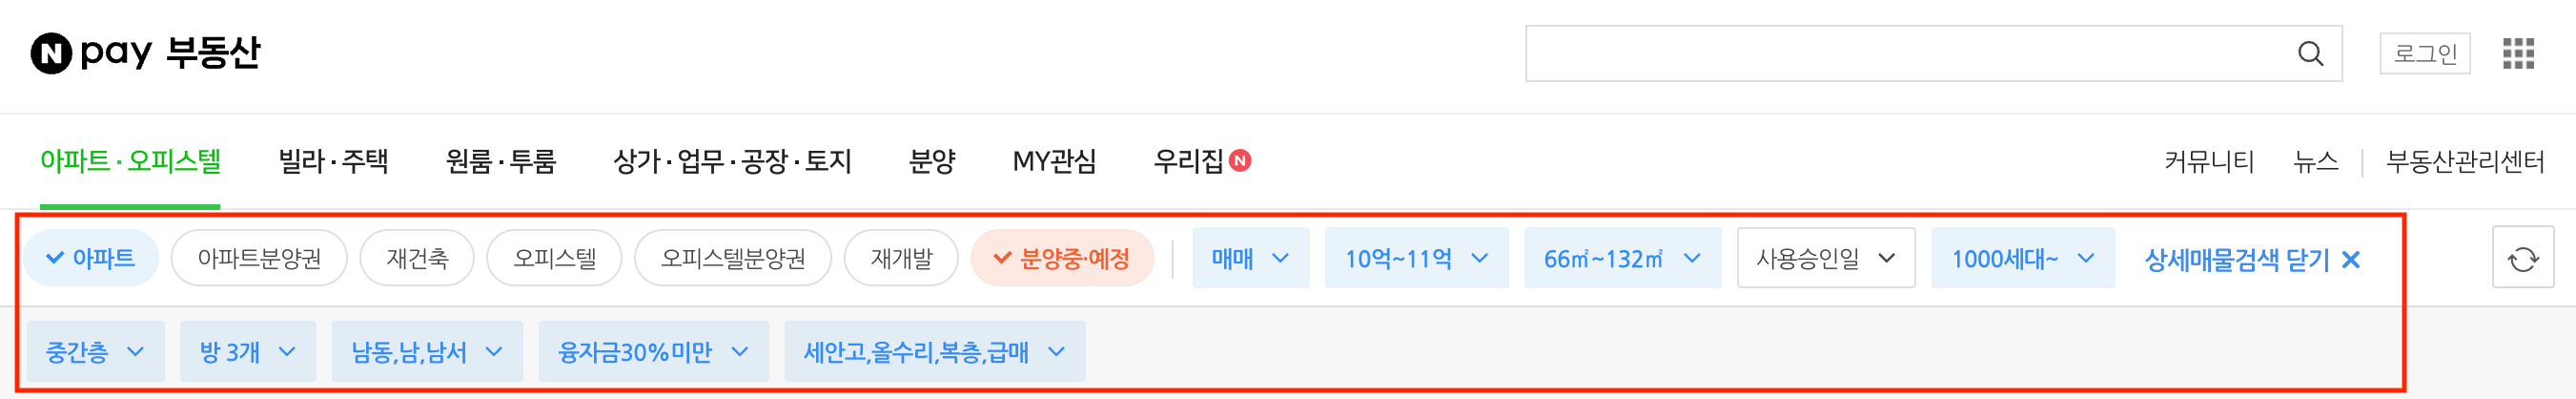 N pay 부동산 로그인
아파트 · 오피스텔 빌라 · 주택 원룸 · 투룸 상가 · 업무 · 공장 · 토지 분양 MY관심 우리집 N 커뮤니티 뉴스 부동산관리센터
아파트 아파트분양권 재건축 오피스텔 오피스텔분양권 재개발 분양중·예정 매매 10억~11억 66㎡~132㎡ 사용승인일 1000세대~ 상세매물검색 닫기
중간층 방 3개 남동,남,남서 융자금30%미만 세안고,올수리,복층,급매